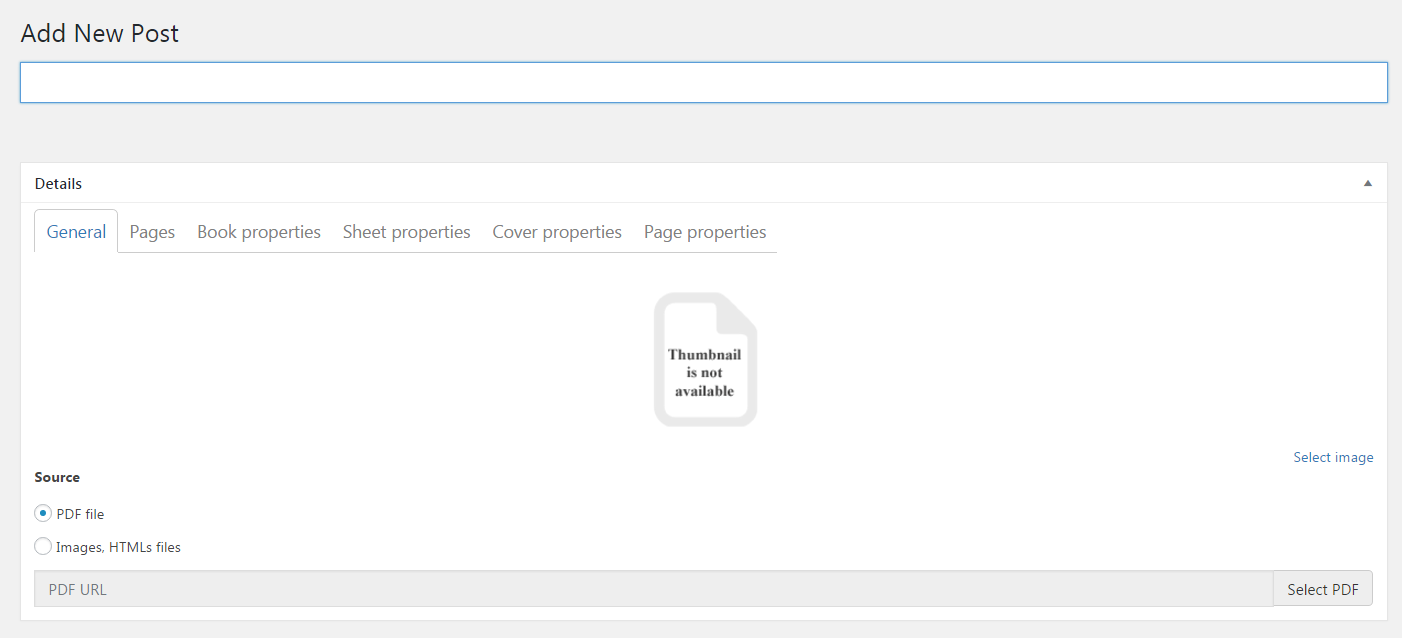 Add New Post
Details
General Pages Book properties Sheet properties Cover properties Page properties
Thumbnail
is not
available
Select image
Source
PDF file
Images, HTMLs files
PDF URL Select PDF